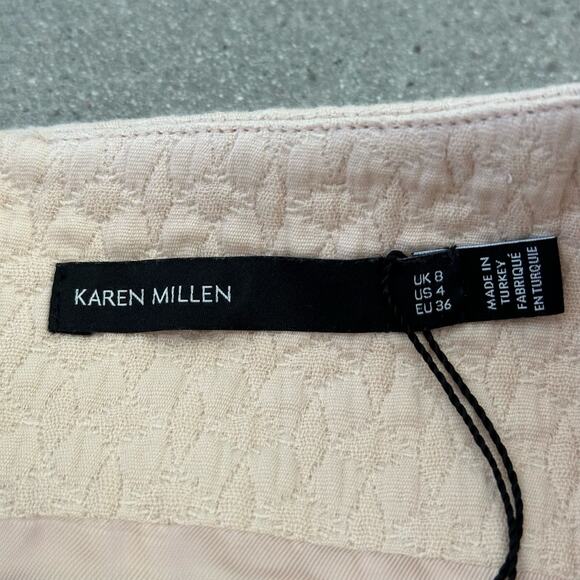 KAREN MILLEN
UK 8
US 4
EU 36
MADE IN
TURKEY
FABRIQUÉ
EN TURQUIE